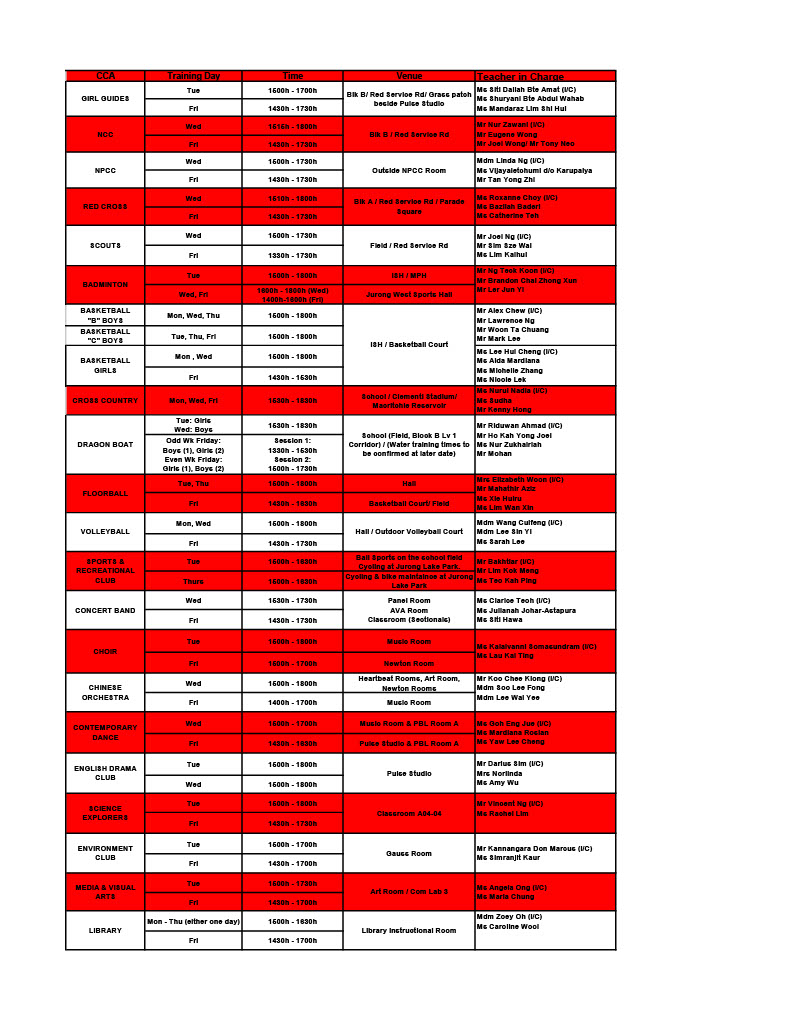 CCA Training Day Time Venue Teacher in Charge
GIRL GUIDES
Tue 1500h - 1700h
Fri 1430h - 1730h
Blk B/ Red Service Rd/ Grass patch
beside Pulse Studio
Ms Siti Dallah Bte Amat (I/C)
Ms Shuryani Bte Abdul Wahab
Ms Mandaraz Lim Shi Hui
NCC
Wed 1515h - 1800h
Fri 1430h - 1730h
Blk B / Red Service Rd
Mr Nur Zawani (I/C)
Mr Eugene Wong
Mr Joel Wong/ Mr Tony Neo
NPCC
Wed 1500h - 1730h
Fri 1430h - 1730h
Outside NPCC Room
Mdm Linda Ng (I/C)
Ms Vijayaletchumi d/o Karupaiya
Mr Tan Yong Zhi
RED CROSS
Wed 1510h - 1800h
Fri 1430h - 1730h
Blk A / Red Service Rd / Parade
Square
Ms Roxanne Choy (I/C)
Ms Bazilah Baderi
Ms Catherine Teh
SCOUTS
Wed 1500h - 1730h
Fri 1330h - 1730h
Field / Red Service Rd
Mr Joel Ng (I/C)
Mr Sim Sze Wai
Ms Lim Kaihui
BADMINTON
Tue 1500h - 1800h ISH / MPH
Wed, Fri
1600h - 1800h (Wed)
1400h-1600h (Fri)
Jurong West Sports Hall
Mr Ng Teck Koon (I/C)
Mr Brandon Chai Zhong Xun
Mr Ler Jun Yi
BASKETBALL
"B" BOYS
Mon, Wed, Thu 1500h - 1800h
BASKETBALL
"C" BOYS
Tue, Thu, Fri 1500h - 1800h
ISH / Basketball Court
Mr Alex Chew (I/C)
Mr Lawrence Ng
Mr Woon Ta Chuang
Mr Mark Lee
BASKETBALL
GIRLS
Mon , Wed 1500h - 1800h
Fri 1430h - 1530h
Ms Lee Hui Cheng (I/C)
Ms Aida Mardiana
Ms Michelle Zhang
Ms Nicole Lek
CROSS COUNTRY
Mon, Wed, Fri 1530h - 1830h
School / Clementi Stadium/
Macritchie Reservoir
Ms Nurul Nadia (I/C)
Ms Sudha
Mr Kenny Hong
DRAGON BOAT
Tue: Girls
Wed: Boys
1530h - 1830h
Odd Wk Friday:
Boys (1), Girls (2)
Even Wk Friday:
Girls (1), Boys (2)
Session 1:
1330h - 1530h
Session 2:
1500h - 1730h
School (Field, Block B Lv 1
Corridor) / (Water training times to
be confirmed at later date)
Mr Riduwan Ahmad (I/C)
Mr Ho Kah Yong Joel
Ms Nur Zukhairiah
Mr Mohan
FLOORBALL
Tue, Thu 1500h - 1800h Hall
Fri 1430h - 1630h Basketball Court/ Field
Mrs Elizabeth Woon (I/C)
Mr Mahathir Aziz
Ms Xie Huiru
Ms Lim Wan Xin
VOLLEYBALL
Mon, Wed 1500h - 1800h
Fri 1430h - 1730h
Hall / Outdoor Volleyball Court
Mdm Wang Cuifeng (I/C)
Mdm Lee Sin Yi
Ms Sarah Lee
SPORTS &
RECREATIONAL
CLUB
Tue 1500h - 1630h
Ball Sports on the school field
Cycling at Jurong Lake Park.
Thurs 1500h - 1630h
Cycling & bike maintaince at Jurong
Lake Park
Mr Bakhtiar (I/C)
Mr Lim Kok Meng
Ms Teo Kah Ping
CONCERT BAND
Wed 1530h - 1730h
Fri 1430h - 1730h
Panel Room
AVA Room
Classroom (Sectionals)
Ms Clarice Teoh (I/C)
Ms Julianah Johar-Astapura
Ms Siti Hawa
CHOIR
Tue 1500h - 1800h Music Room
Fri 1500h - 1700h Newton Room
Ms Kalaivanni Somasundram (I/C)
Ms Lau Kai Ting
CHINESE
ORCHESTRA
Wed 1500h - 1800h
Heartbeat Rooms, Art Room,
Newton Rooms
Fri 1400h - 1700h Music Room
Mr Koo Chee Kiong (I/C)
Mdm Soo Lee Fong
Mdm Lee Wai Yee
CONTEMPORARY
DANCE
Wed 1500h - 1700h Music Room & PBL Room A
Fri 1430h - 1630h Pulse Studio & PBL Room A
Ms Goh Eng Joe (I/C)
Ms Mardiana Roslan
Ms Yaw Lee Cheng
ENGLISH DRAMA
CLUB
Tue 1500h - 1800h
Wed 1500h - 1800h
Pulse Studio
Mr Darius Sim (I/C)
Mrs Norlinda
Ms Amy Wu
SCIENCE
EXPLORERS
Tue 1500h - 1800h
Fri 1430h - 1730h
Classroom A04-04
Mr Vincent Ng (I/C)
Ms Rachel Lim
ENVIRONMENT
CLUB
Tue 1500h - 1700h
Fri 1430h - 1700h
Gauss Room
Mr Kannangara Don Marcus (I/C)
Ms Simranjit Kaur
MEDIA & VISUAL
ARTS
Tue 1500h - 1700h
Fri 1430h - 1700h
Art Room / Com Lab 3
Ms Angela Ong (I/C)
Ms Maria Chung
LIBRARY
Mon - Thu (either one day) 1500h - 1630h
Fri 1430h - 1700h
Library Instructional Room
Mdm Zoey Oh (I/C)
Ms Caroline Wooi